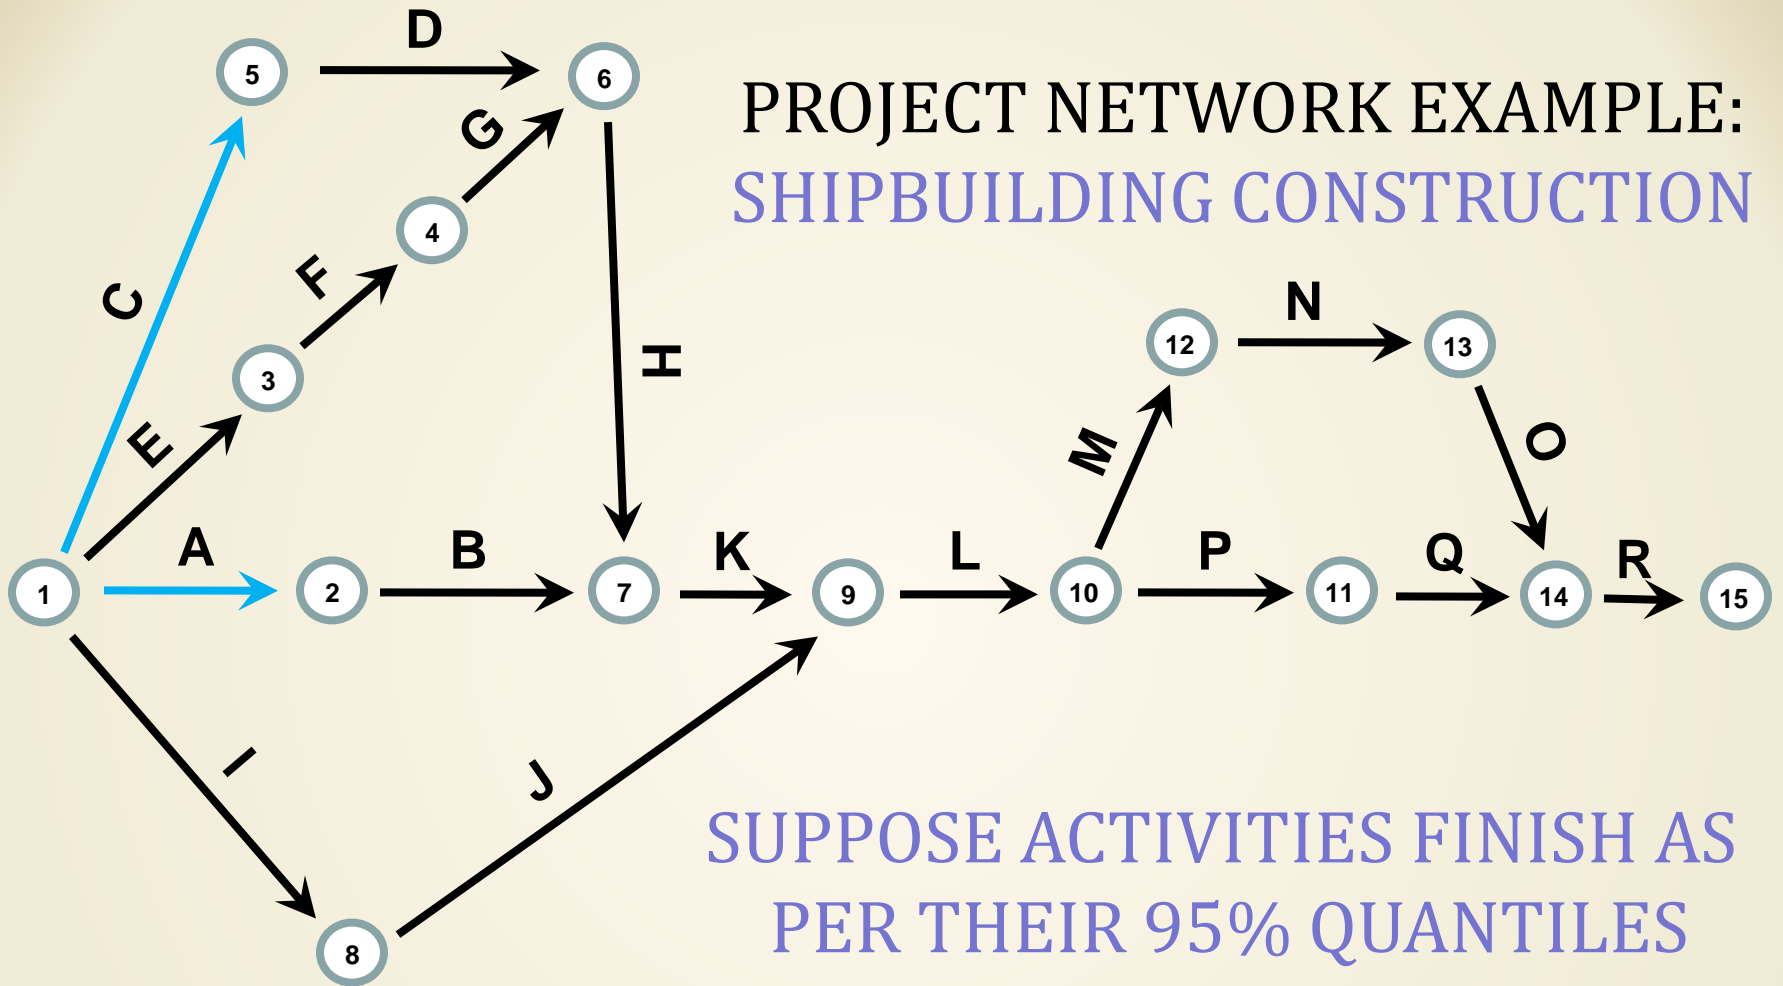 D
5
6
PROJECT NETWORK EXAMPLE:
G
SHIPBUILDING CONSTRUCTION
4
F
C
N
12
13
H
3
E
M
O
A
B
K
L
P
Q
R
1
2
7
9
10
11
14
15
I
J
SUPPOSE ACTIVITIES FINISH AS
PER THEIR 95% QUANTILES
8